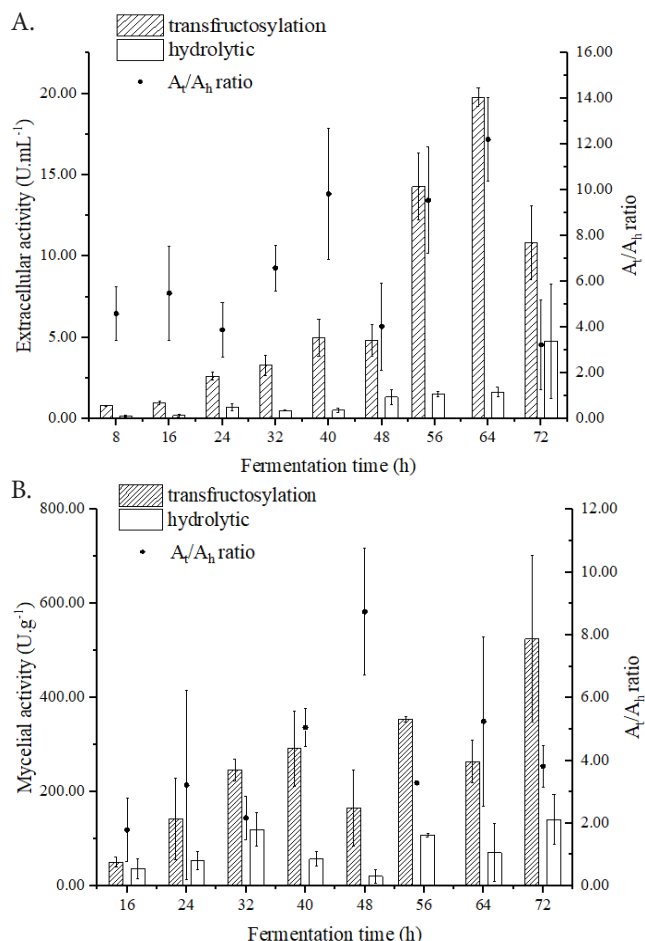 A.
transfructosylation
hydrolytic
At/Ah ratio
20.00
15.00
10.00
5.00
0.00
Extracellular activity (U.mL-1)
16.00
14.00
12.00
10.00
8.00
6.00
4.00
2.00
0.00
At/Ah ratio
8 16 24 32 40 48 56 64 72
Fermentation time (h)
B.
transfructosylation
hydrolytic
At/Ah ratio
800.00
600.00
400.00
200.00
0.00
Mycelial activity (U.g-1)
12.00
10.00
8.00
6.00
4.00
2.00
0.00
At/Ah ratio
16 24 32 40 48 56 64 72
Fermentation time (h)